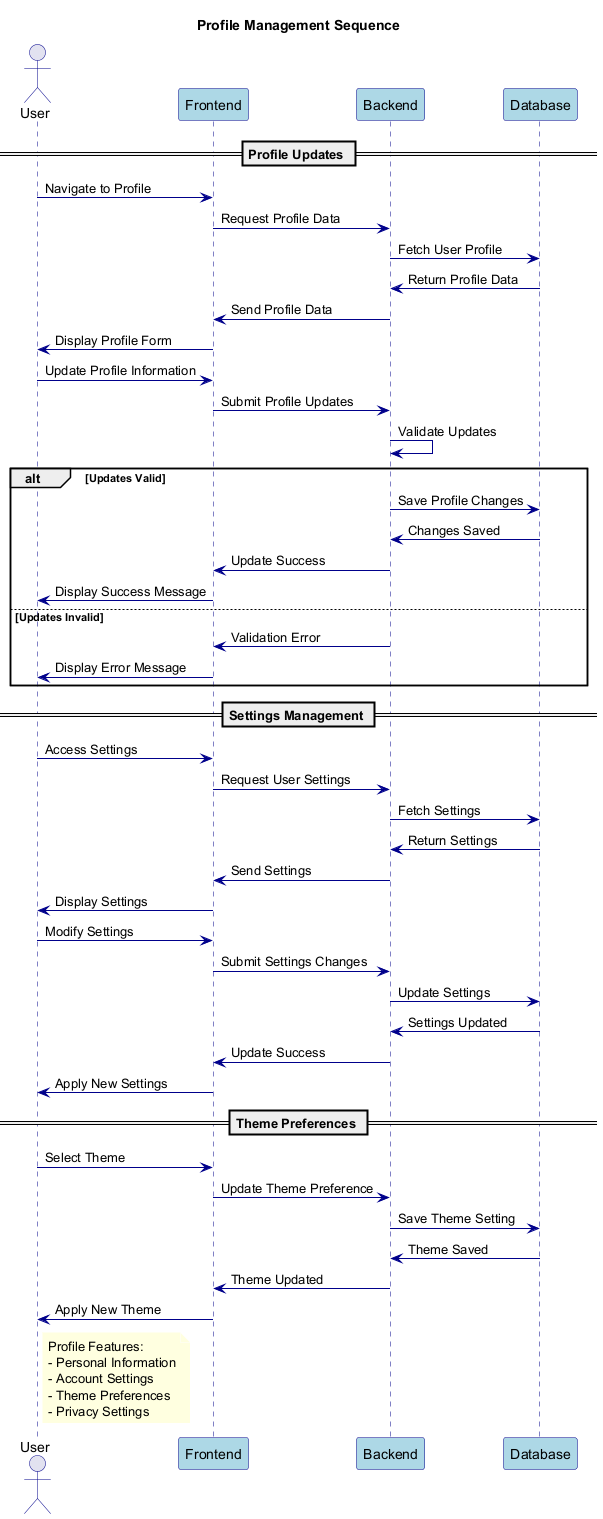 Profile Management Sequence
User
Frontend
Backend
Database
Profile Updates
Navigate to Profile
Request Profile Data
Fetch User Profile
Return Profile Data
Send Profile Data
Display Profile Form
Update Profile Information
Submit Profile Updates
Validate Updates
alt
[Updates Valid]
Save Profile Changes
Changes Saved
Update Success
Display Success Message
[Updates Invalid]
Validation Error
Display Error Message
Settings Management
Access Settings
Request User Settings
Fetch Settings
Return Settings
Send Settings
Display Settings
Modify Settings
Submit Settings Changes
Update Settings
Settings Updated
Update Success
Apply New Settings
Theme Preferences
Select Theme
Update Theme Preference
Save Theme Setting
Theme Saved
Theme Updated
Apply New Theme
Profile Features:
- Personal Information
- Account Settings
- Theme Preferences
- Privacy Settings
User
Frontend
Backend
Database